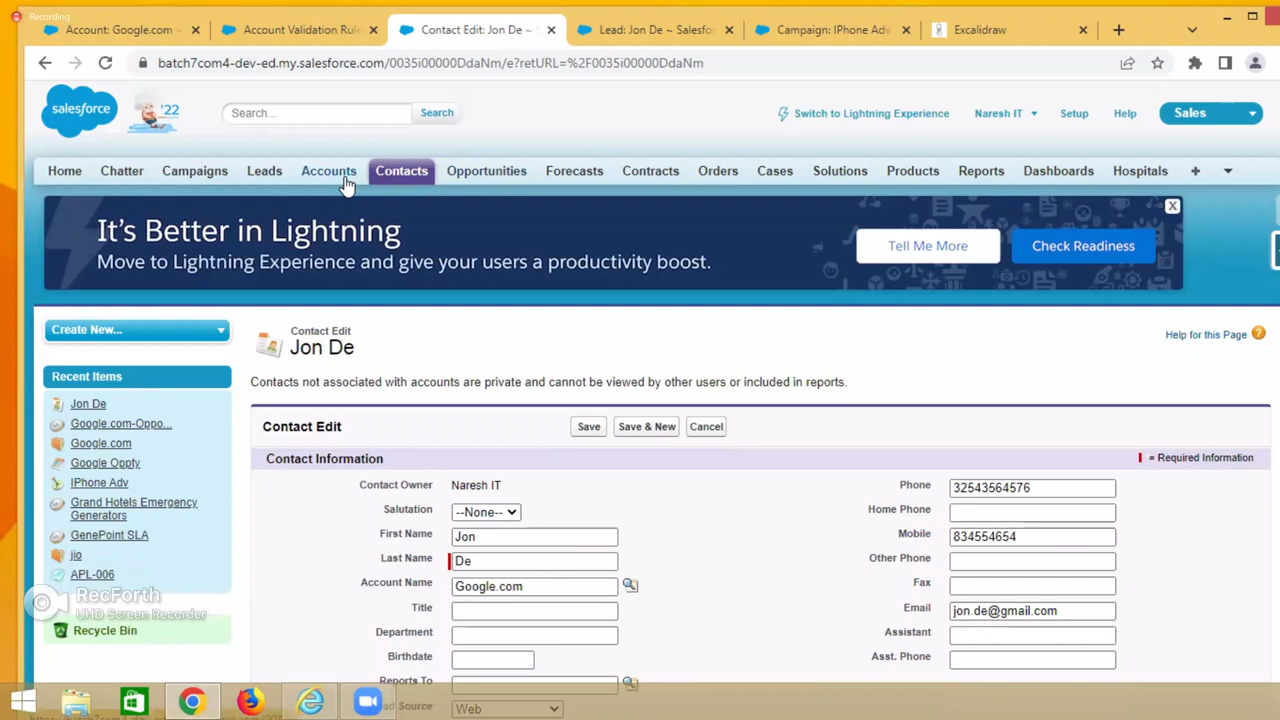 Recording
Account: Google.com ~
Account Validation Rule
Contact Edit: Jon De ~ S
Lead: Jon De ~ Salesfo
Campaign: IPhone Adv
Excalidraw
batch7com4-dev-ed.my.salesforce.com/0035i00000DdaNm/e?retURL=%2F0035i00000DdaNm
salesforce
'22
Search...
Search
Switch to Lightning Experience
Naresh IT
Setup
Help
Sales
Home
Chatter
Campaigns
Leads
Accounts
Contacts
Opportunities
Forecasts
Contracts
Orders
Cases
Solutions
Products
Reports
Dashboards
Hospitals
+
It's Better in Lightning
Move to Lightning Experience and give your users a productivity boost.
Tell Me More
Check Readiness
X
Create New...
Recent Items
Jon De
Google.com-Oppo...
Google.com
Google Oppty
IPhone Adv
Grand Hotels Emergency
Generators
GenePoint SLA
jio
APL-006
RecForth
UHD Screen Recorder
Recycle Bin
Contact Edit
Jon De
Help for this Page
Contacts not associated with accounts are private and cannot be viewed by other users or included in reports.
Contact Edit
Save
Save & New
Cancel
Contact Information
= Required Information
Contact Owner Naresh IT
Salutation --None--
First Name Jon
Last Name De
Account Name Google.com
Title
Department
Birthdate
Reports To
Web
Phone 32543564576
Home Phone
Mobile 834554654
Other Phone
Fax
Email jon.de@gmail.com
Assistant
Asst. Phone